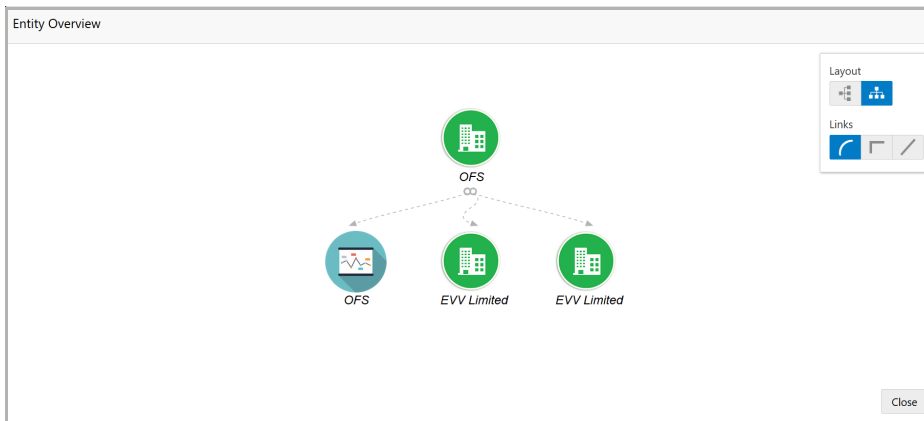 Entity Overview
Layout
Links
OFS
OFS
EVV Limited
EVV Limited
Close